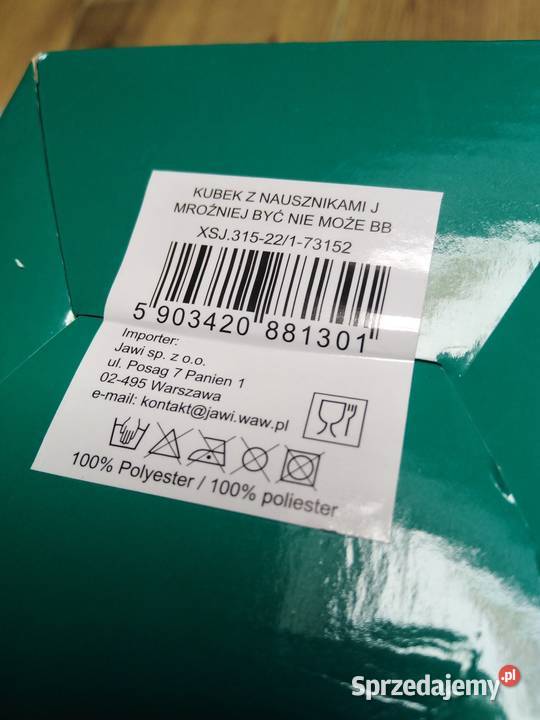 KUBEK Z NAUSZNIKAMI J
MROŹNIEJ BYĆ NIE MOŻE BB
XSJ.315-22/1-73152
5 903420 881301
Importer:
Jawi sp. z o.o.
ul. Posag 7 Panien 1
02-495 Warszawa
e-mail: kontakt@jawi.waw.pl
100% Polyester / 100% poliester
Sprzedajemy.pl